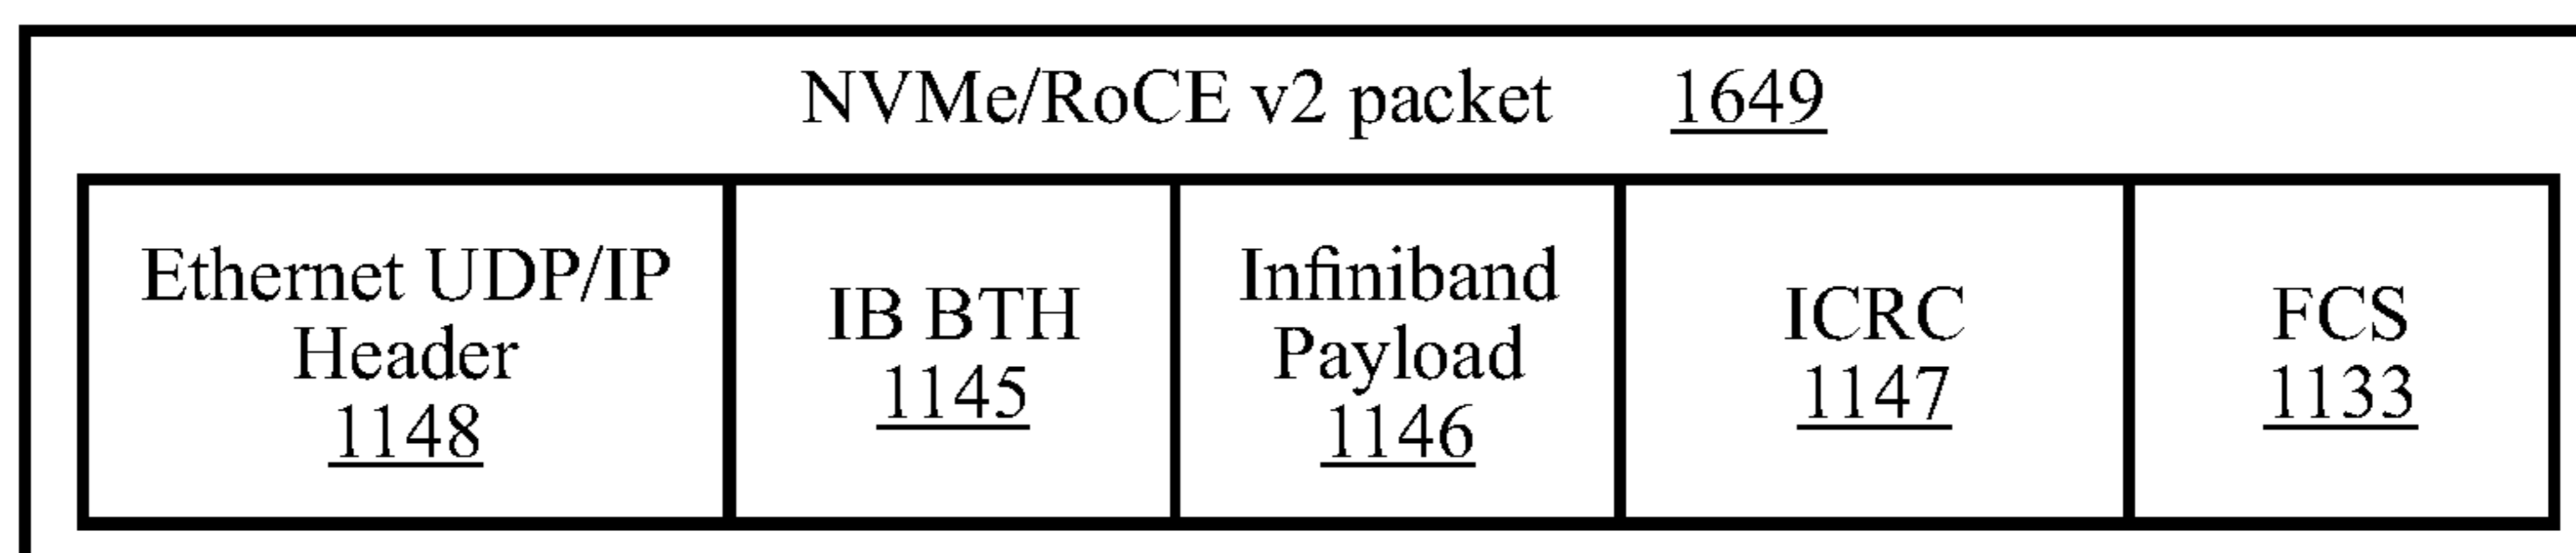 NVMe/RoCE v2 packet 1649
Ethernet UDP/IP
Header
1148
IB BTH
1145
Infiniband
Payload
1146
ICRC
1147
FCS
1133